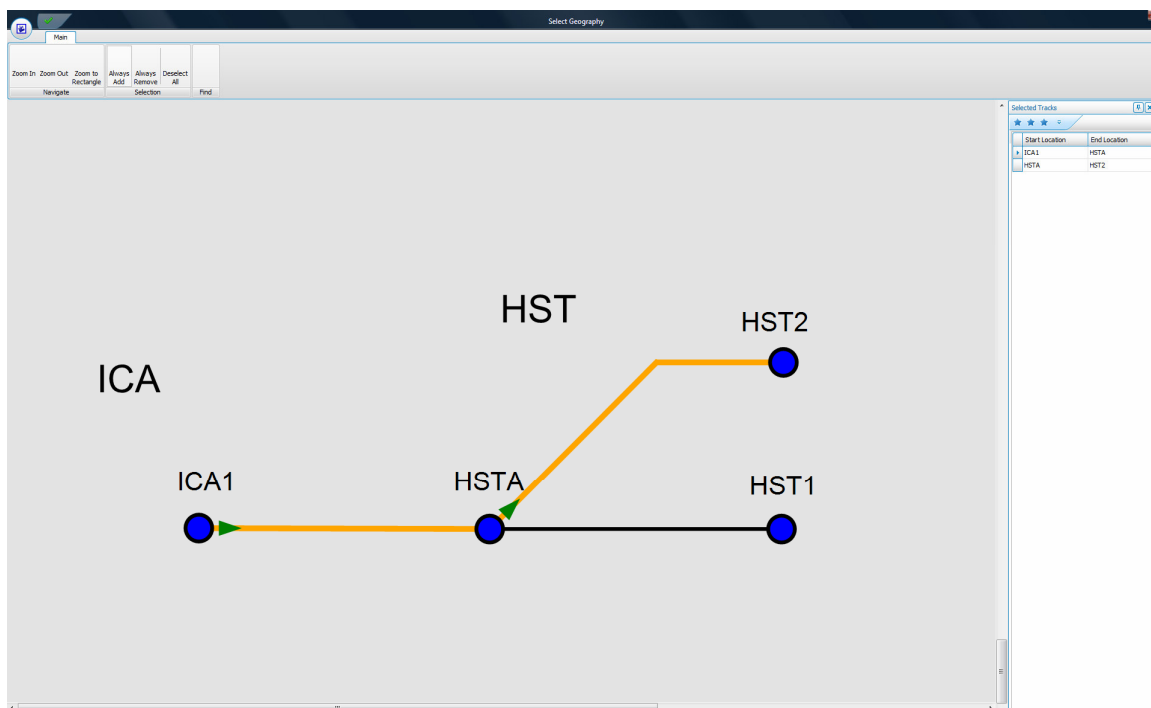 Select Geography
Main
Zoom In Zoom Out Zoom to Rectangle Always Add Always Remove Deselect All
Navigate Selection Find
Selected Tracks
Start Location End Location
ICA1 HSTA
HSTA HST2
HST
HST2
ICA
ICA1 HSTA HST1